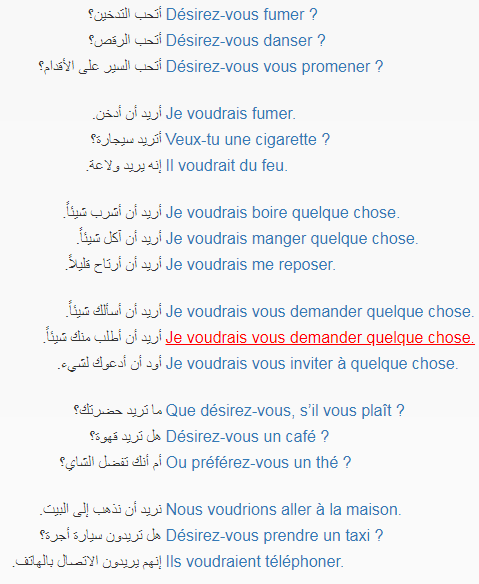 أتحب التدخين؟ Désirez-vous fumer ?
أتحب الرقص؟ Désirez-vous danser ?
أتحب السير على الأقدام؟ Désirez-vous vous promener ?
أريد أن أدخن. Je voudrais fumer.
أتريد سيجارة؟ Veux-tu une cigarette ?
إنه يريد ولاعة. Il voudrait du feu.
أريد أن أشرب شيئاً. Je voudrais boire quelque chose.
أريد أن آكل شيئاً. Je voudrais manger quelque chose.
أريد أن أرتاح قليلاً. Je voudrais me reposer.
أريد أن أسألك شيئاً. Je voudrais vous demander quelque chose.
أريد أن أطلب منك شيئاً. Je voudrais vous demander quelque chose.
أود أن أدعوك لشيء. Je voudrais vous inviter à quelque chose.
ما تريد حضرتك؟ Que désirez-vous, s’il vous plaît ?
هل تريد قهوة؟ Désirez-vous un café ?
أم أنك تفضل الشاي؟ Ou préférez-vous un thé ?
نريد أن نذهب إلى البيت. Nous voudrions aller à la maison.
هل تريدون سيارة أجرة؟ Désirez-vous prendre un taxi ?
إنهم يريدون الاتصال بالهاتف. Ils voudraient téléphoner.